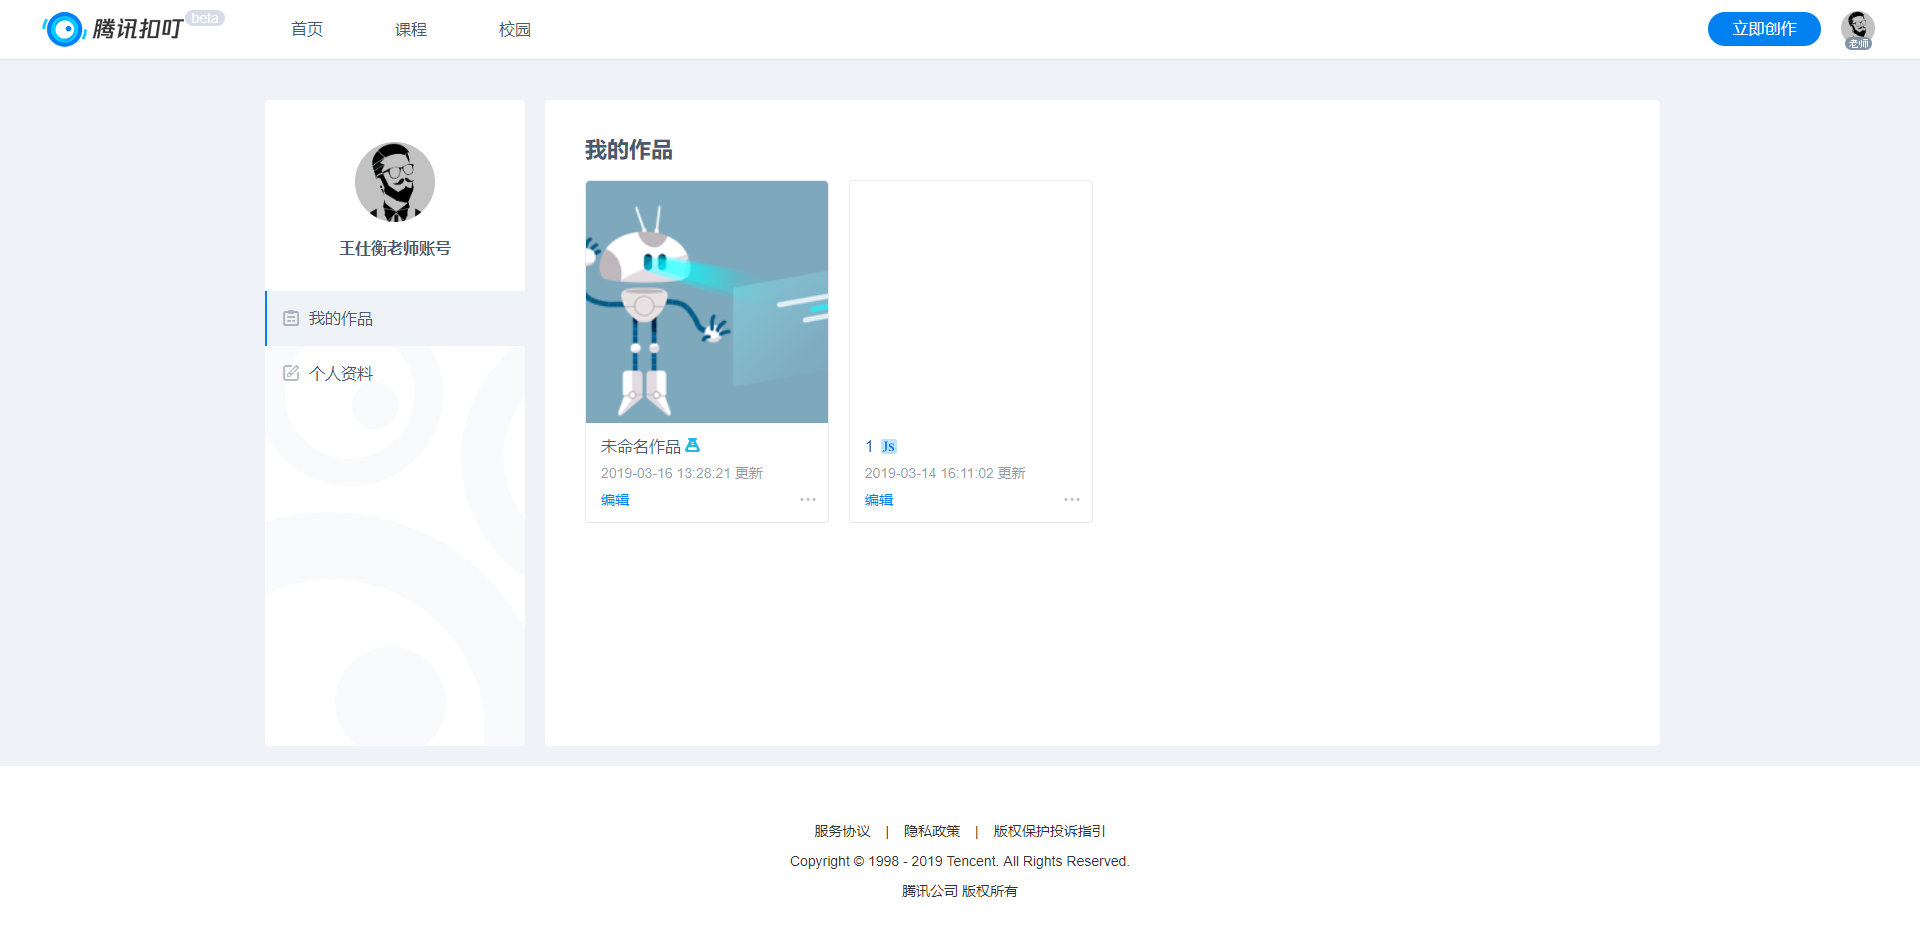 腾讯扣叮 beta 首页 课程 校园 立即创作
老师
我的作品
王仕衡老师账号
我的作品
个人资料
未命名作品
2019-03-16 13:28:21 更新
编辑 ···
1 Js
2019-03-14 16:11:02 更新
编辑 ···
服务协议 | 隐私政策 | 版权保护投诉指引
Copyright © 1998 - 2019 Tencent. All Rights Reserved.
腾讯公司 版权所有